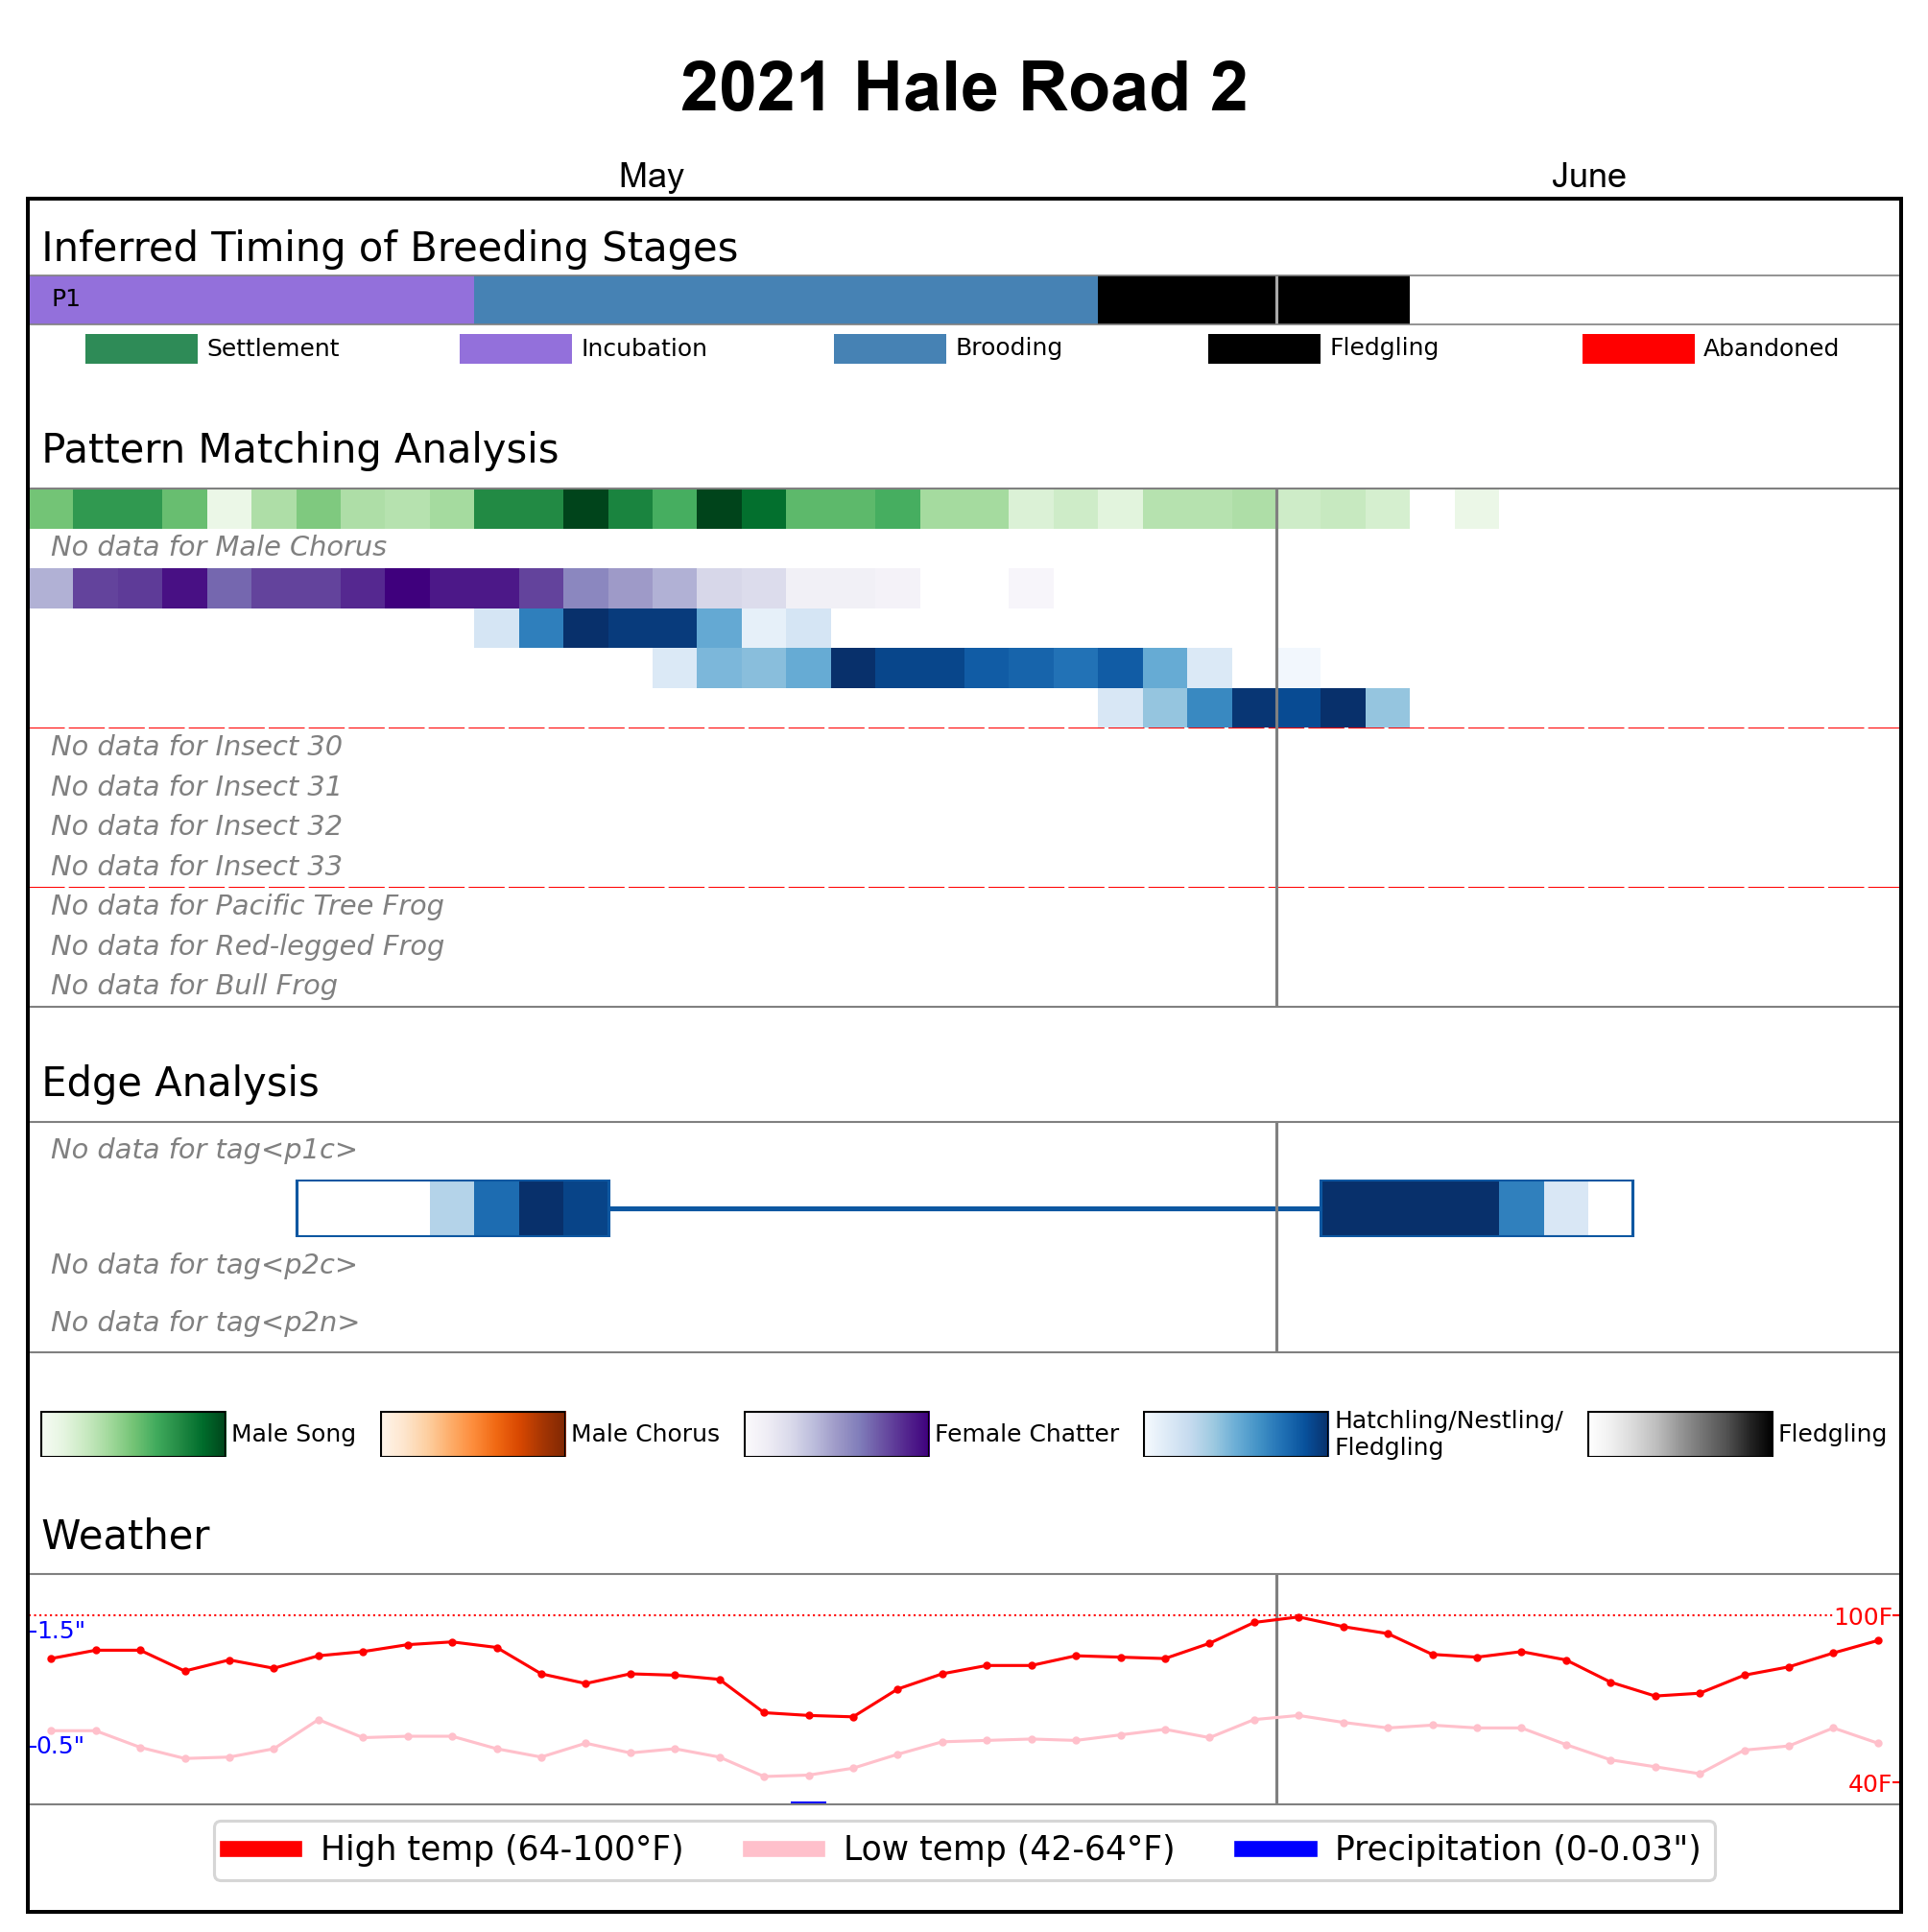 2021 Hale Road 2
May June
Inferred Timing of Breeding Stages
P1
Settlement Incubation Brooding Fledgling Abandoned
Pattern Matching Analysis
No data for Male Chorus
No data for Insect 30
No data for Insect 31
No data for Insect 32
No data for Insect 33
No data for Pacific Tree Frog
No data for Red-legged Frog
No data for Bull Frog
Edge Analysis
No data for tag<p1c>
No data for tag<p2c>
No data for tag<p2n>
Male Song Male Chorus Female Chatter Hatchling/Nestling/
Fledgling Fledgling
Weather
100F
1.5"
0.5"
40F
High temp (64-100°F) Low temp (42-64°F) Precipitation (0-0.03")